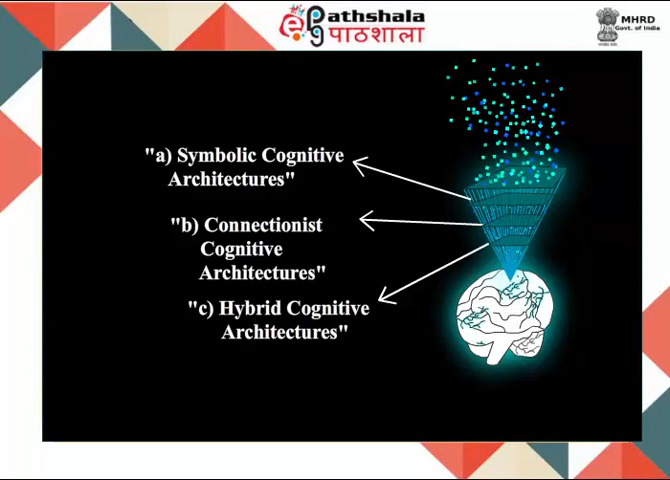 Pathshala
पाठशाला
MHRD
Govt. of India
"a) Symbolic Cognitive
Architectures"
"b) Connectionist
Cognitive
Architectures"
"c) Hybrid Cognitive
Architectures"